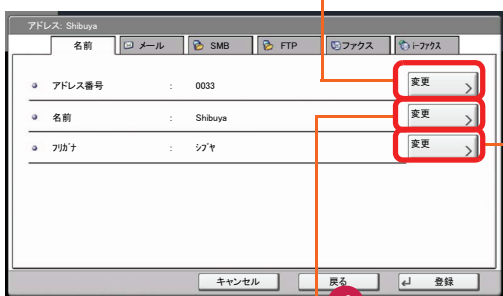 アドレス: Shibuya
名前 メール SMB FTP ファクス i-ファクス
アドレス番号 : 0033 変更
名前 : Shibuya 変更
フリガナ : シブヤ 変更
キャンセル 戻る 登録